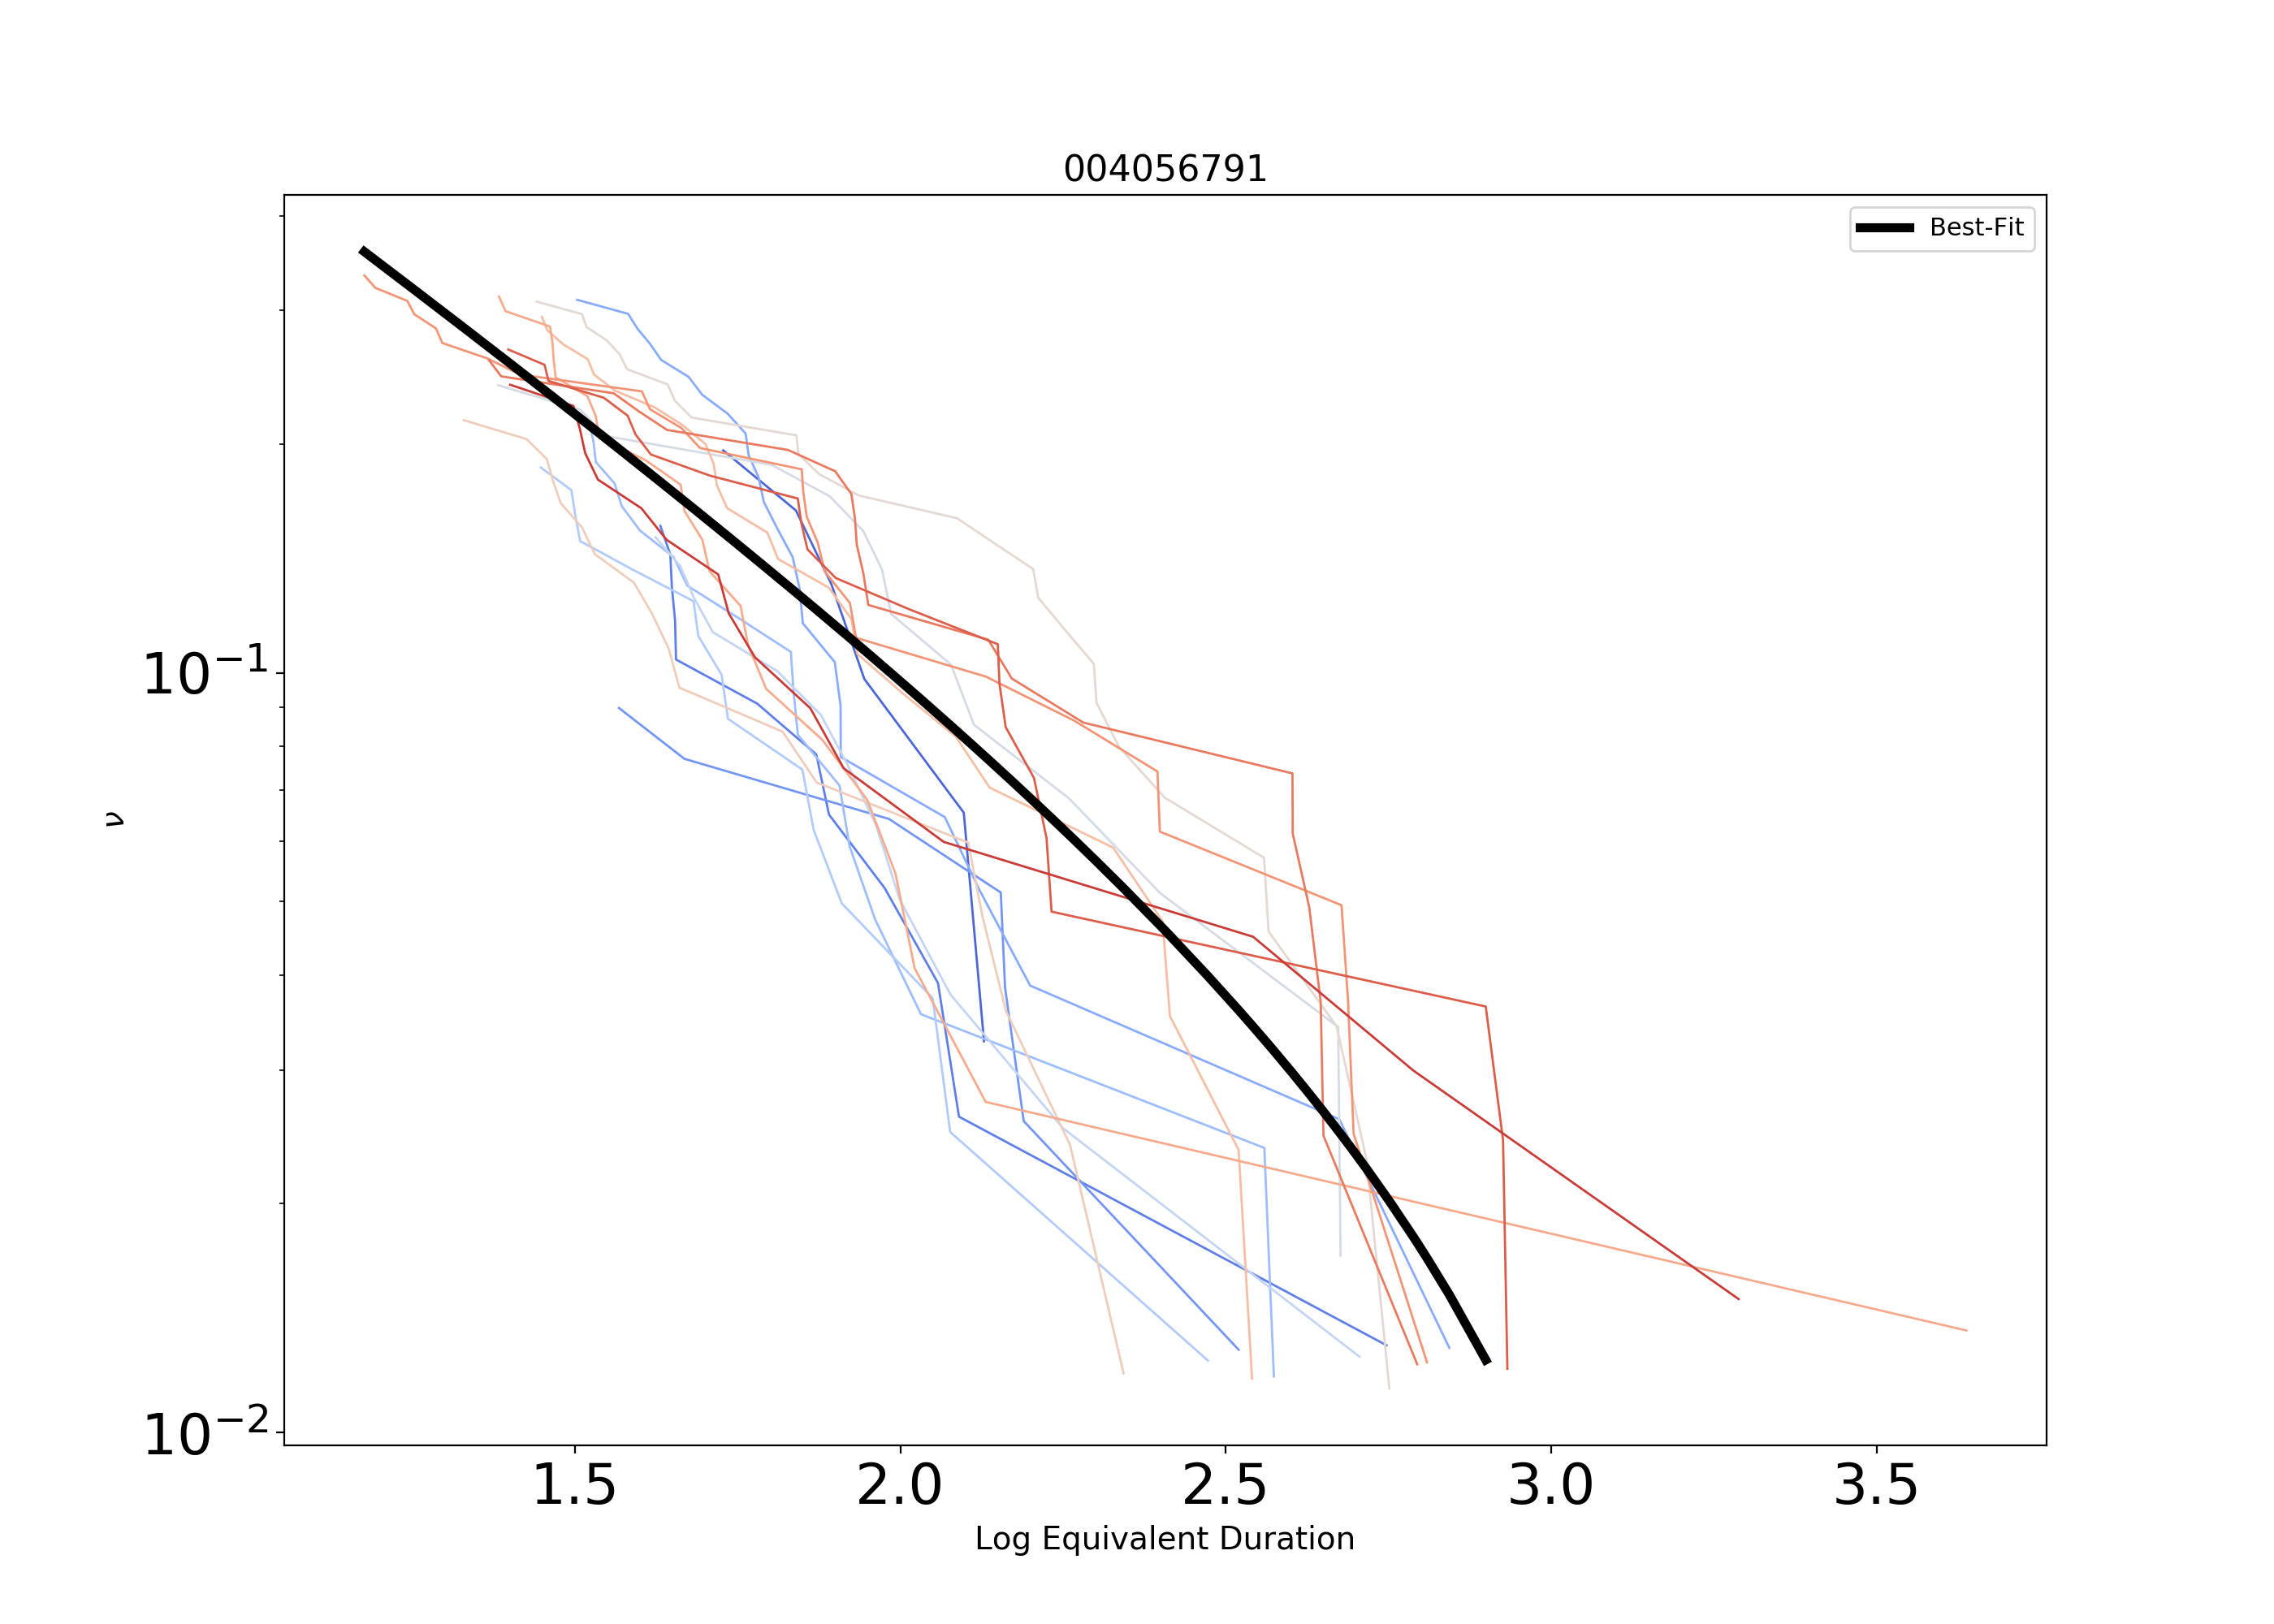 004056791
Best-Fit
ν
10⁻¹
10⁻²
1.5 2.0 2.5 3.0 3.5
Log Equivalent Duration